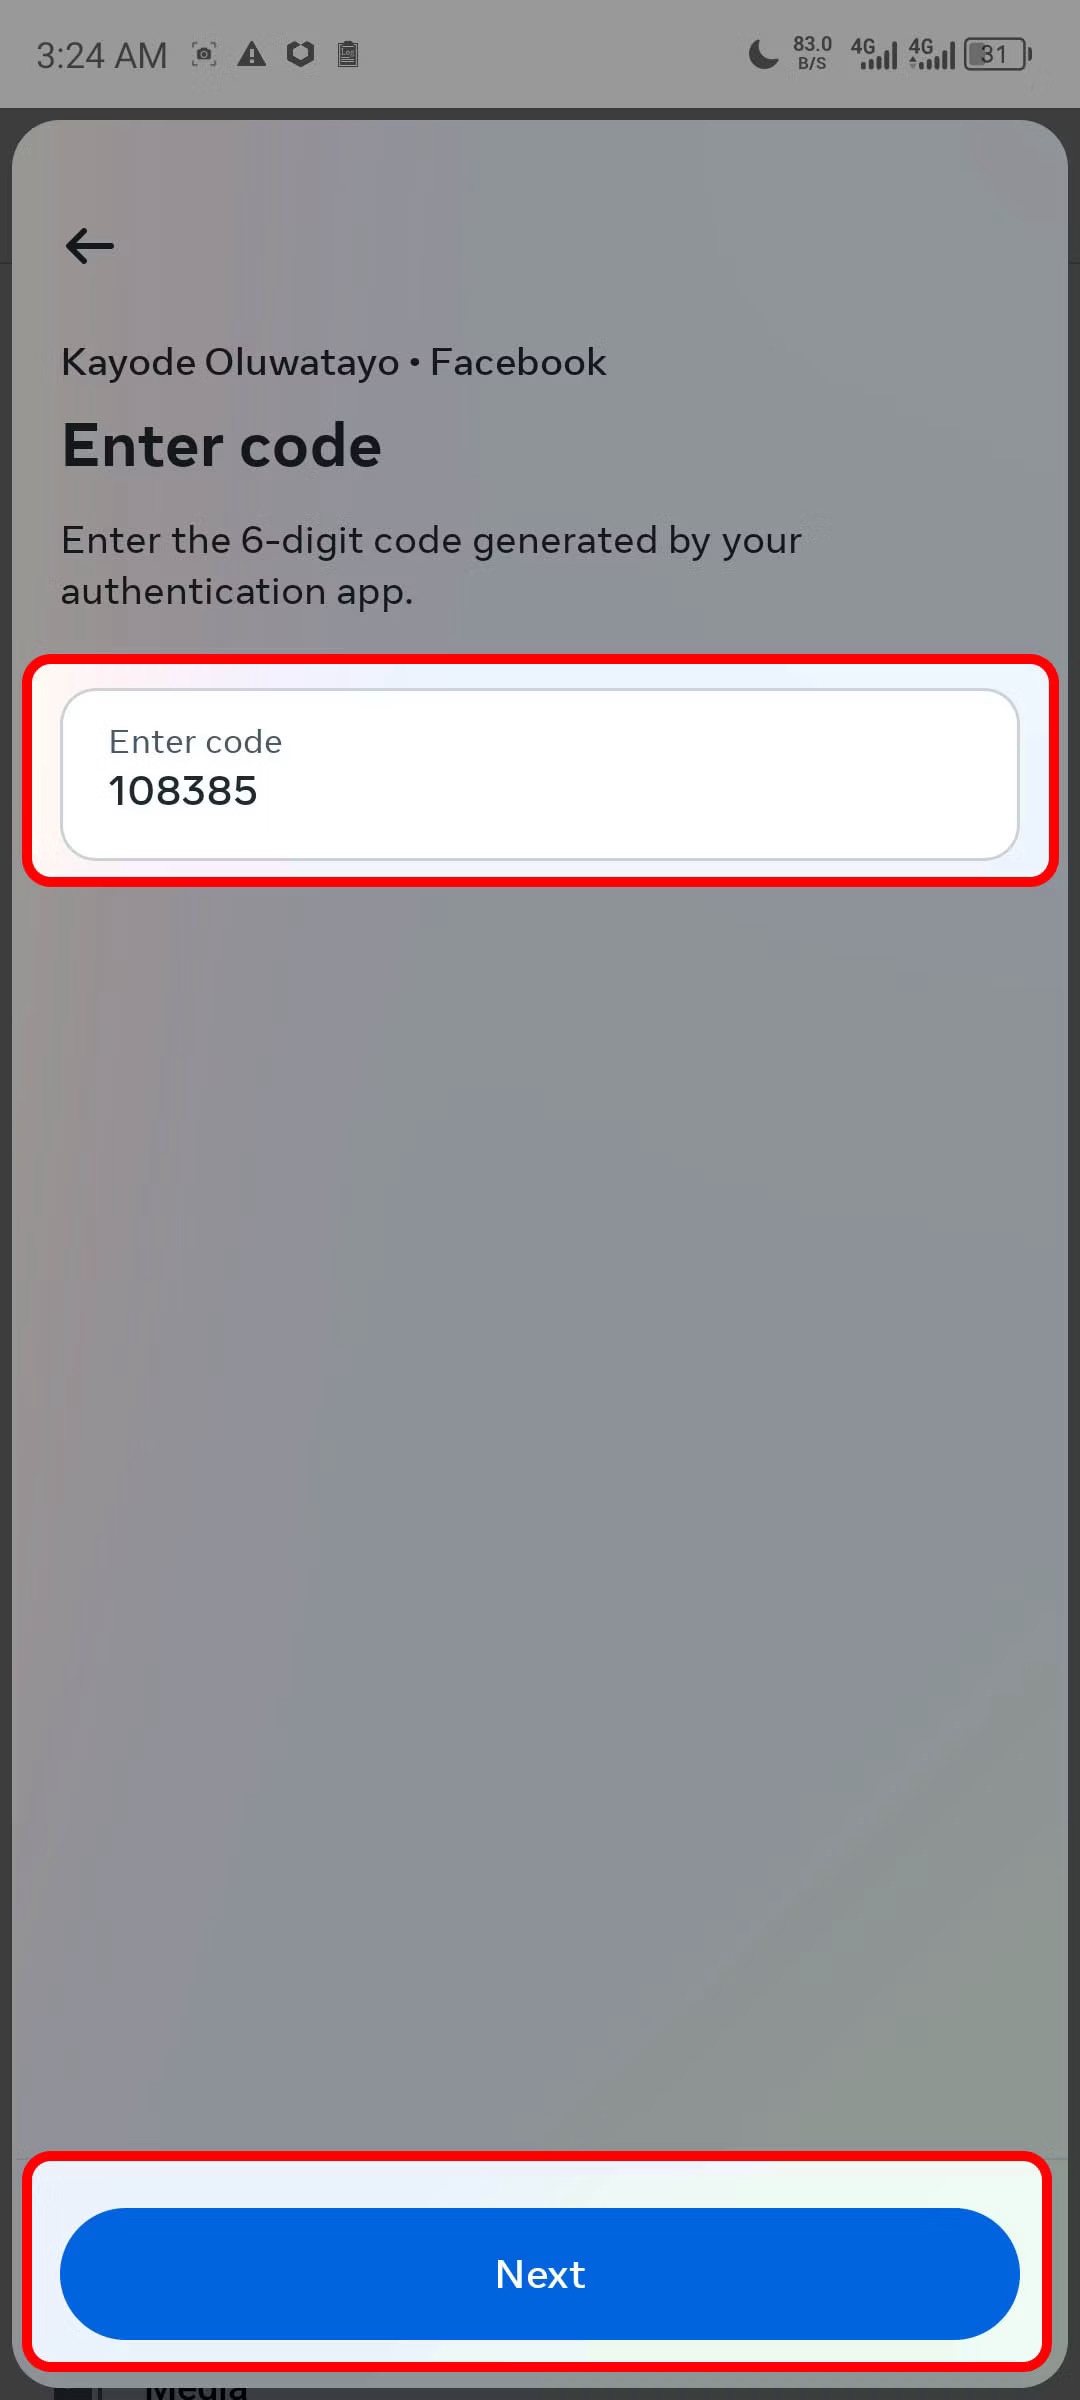 3:24 AM
83.0
B/S
4G
4G
31
Kayode Oluwatayo • Facebook
Enter code
Enter the 6-digit code generated by your
authentication app.
Enter code
108385
Next
Media